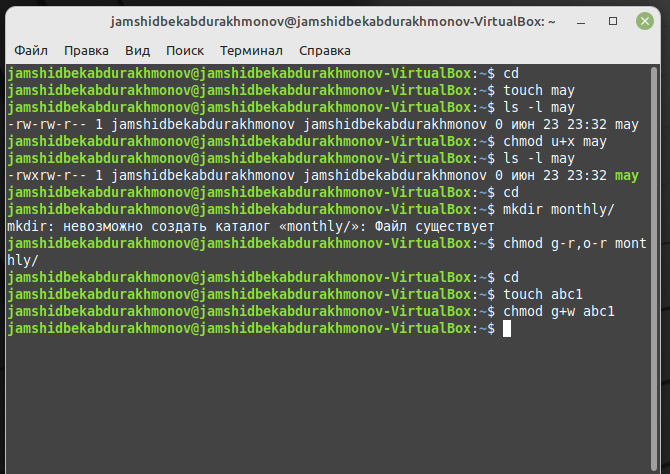 jamshidbekabdurakhmonov@jamshidbekabdurakhmonov-VirtualBox: ~
Файл Правка Вид Поиск Терминал Справка
jamshidbekabdurakhmonov@jamshidbekabdurakhmonov-VirtualBox:~$ cd
jamshidbekabdurakhmonov@jamshidbekabdurakhmonov-VirtualBox:~$ touch may
jamshidbekabdurakhmonov@jamshidbekabdurakhmonov-VirtualBox:~$ ls -l may
-rw-rw-r-- 1 jamshidbekabdurakhmonov jamshidbekabdurakhmonov 0 июн 23 23:32 may
jamshidbekabdurakhmonov@jamshidbekabdurakhmonov-VirtualBox:~$ chmod u+x may
jamshidbekabdurakhmonov@jamshidbekabdurakhmonov-VirtualBox:~$ ls -l may
-rwxrw-r-- 1 jamshidbekabdurakhmonov jamshidbekabdurakhmonov 0 июн 23 23:32 may
jamshidbekabdurakhmonov@jamshidbekabdurakhmonov-VirtualBox:~$ cd
jamshidbekabdurakhmonov@jamshidbekabdurakhmonov-VirtualBox:~$ mkdir monthly/
mkdir: невозможно создать каталог «monthly/»: Файл существует
jamshidbekabdurakhmonov@jamshidbekabdurakhmonov-VirtualBox:~$ chmod g-r,o-r mont
hly/
jamshidbekabdurakhmonov@jamshidbekabdurakhmonov-VirtualBox:~$ cd
jamshidbekabdurakhmonov@jamshidbekabdurakhmonov-VirtualBox:~$ touch abc1
jamshidbekabdurakhmonov@jamshidbekabdurakhmonov-VirtualBox:~$ chmod g+w abc1
jamshidbekabdurakhmonov@jamshidbekabdurakhmonov-VirtualBox:~$